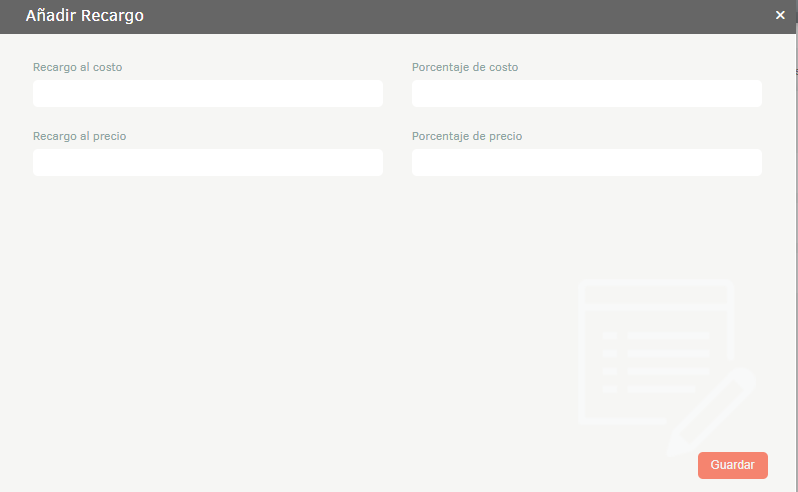 Añadir Recargo
Recargo al costo
Porcentaje de costo
Recargo al precio
Porcentaje de precio
Guardar